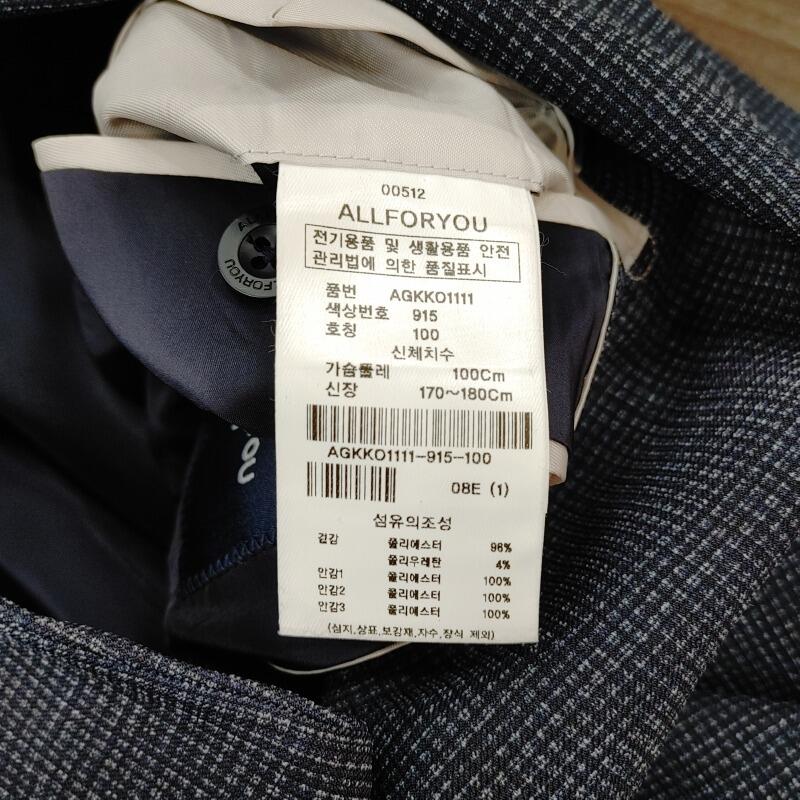 00512
ALLFORYOU
전기용품 및 생활용품 안전
관리법에 의한 품질표시
품번 AGKKO1111
색상번호 915
호칭 100
신체치수
가슴둘레 100Cm
신장 170~180Cm
AGKKO1111-915-100
08E (1)
섬유의조성
겉감 폴리에스터 96%
폴리우레탄 4%
안감1 폴리에스터 100%
안감2 폴리에스터 100%
안감3 폴리에스터 100%
(심지,상표,보강재,자수,장식 제외)
ALLFORYOU
YOU